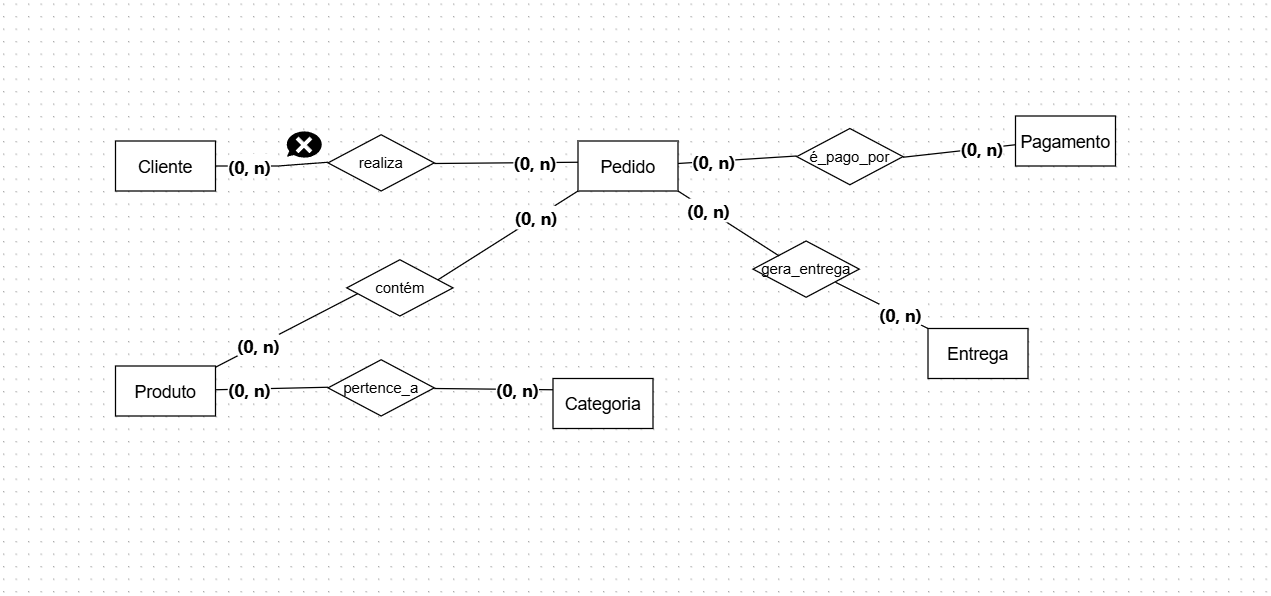 Cliente
(0, n)
realiza
(0, n)
Pedido
(0, n)
é_pago_por
(0, n)
Pagamento
(0, n)
(0, n)
contém
gera_entrega
(0, n)
(0, n)
Entrega
Produto
(0, n)
pertence_a
(0, n)
Categoria